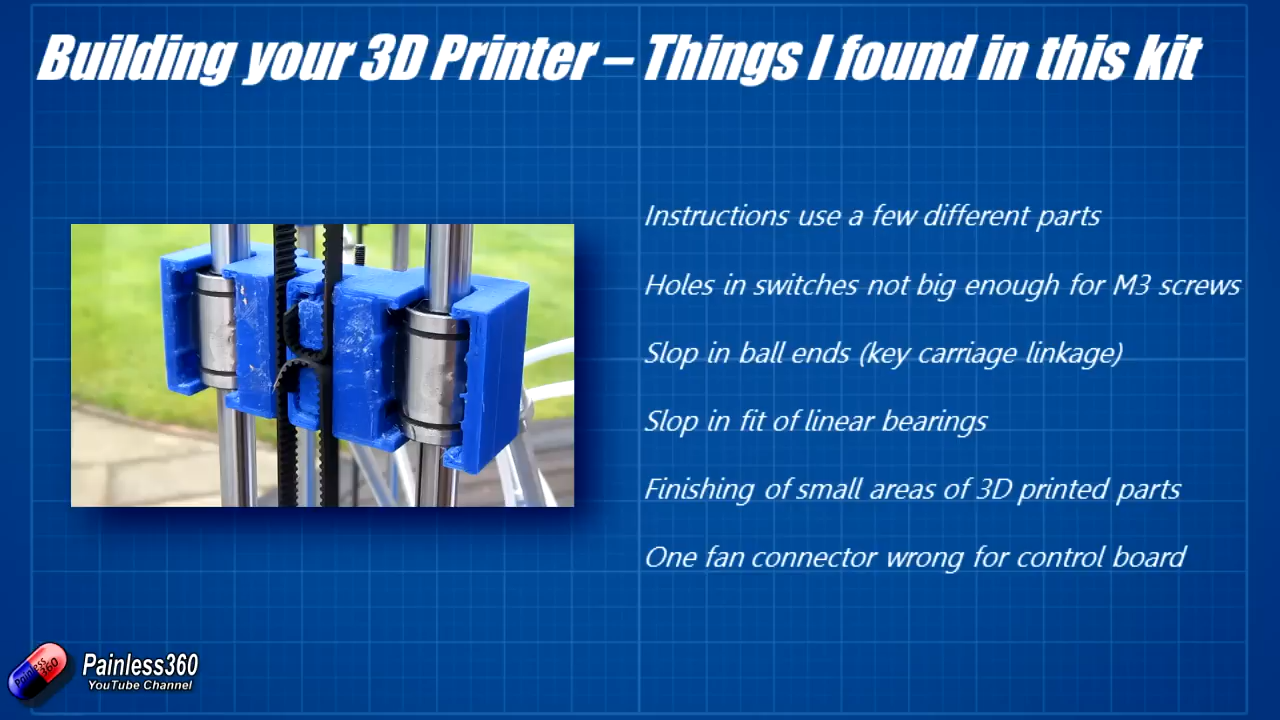 Building your 3D Printer – Things I found in this kit
Instructions use a few different parts
Holes in switches not big enough for M3 screws
Slop in ball ends (key carriage linkage)
Slop in fit of linear bearings
Finishing of small areas of 3D printed parts
One fan connector wrong for control board
Painless
360
Painless360
YouTube Channel